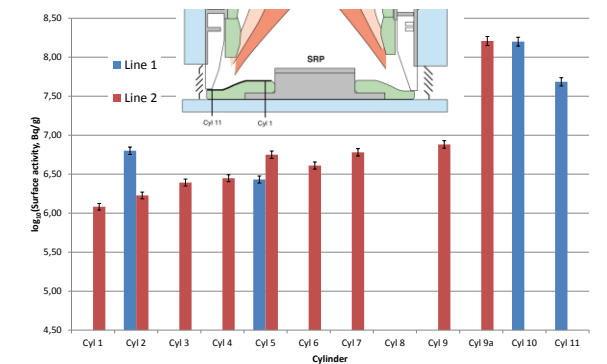 8,50
8,00
7,50
7,00
6,50
6,00
5,50
5,00
4,50
log10(Surface activity, Bq/g)
Line 1
Line 2
SRP
Cyl 11
Cyl 1
Cyl 1
Cyl 2
Cyl 3
Cyl 4
Cyl 5
Cyl 6
Cyl 7
Cyl 8
Cyl 9
Cyl 9a
Cyl 10
Cyl 11
Cylinder